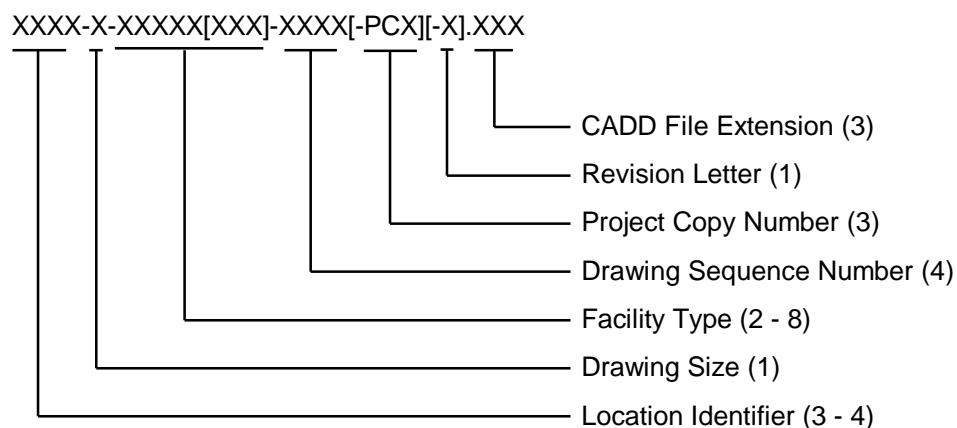 XXXX-X-XXXXX[XXX]-XXXX[-PCX][-X].XXX
CADD File Extension (3)
Revision Letter (1)
Project Copy Number (3)
Drawing Sequence Number (4)
Facility Type (2 - 8)
Drawing Size (1)
Location Identifier (3 - 4)